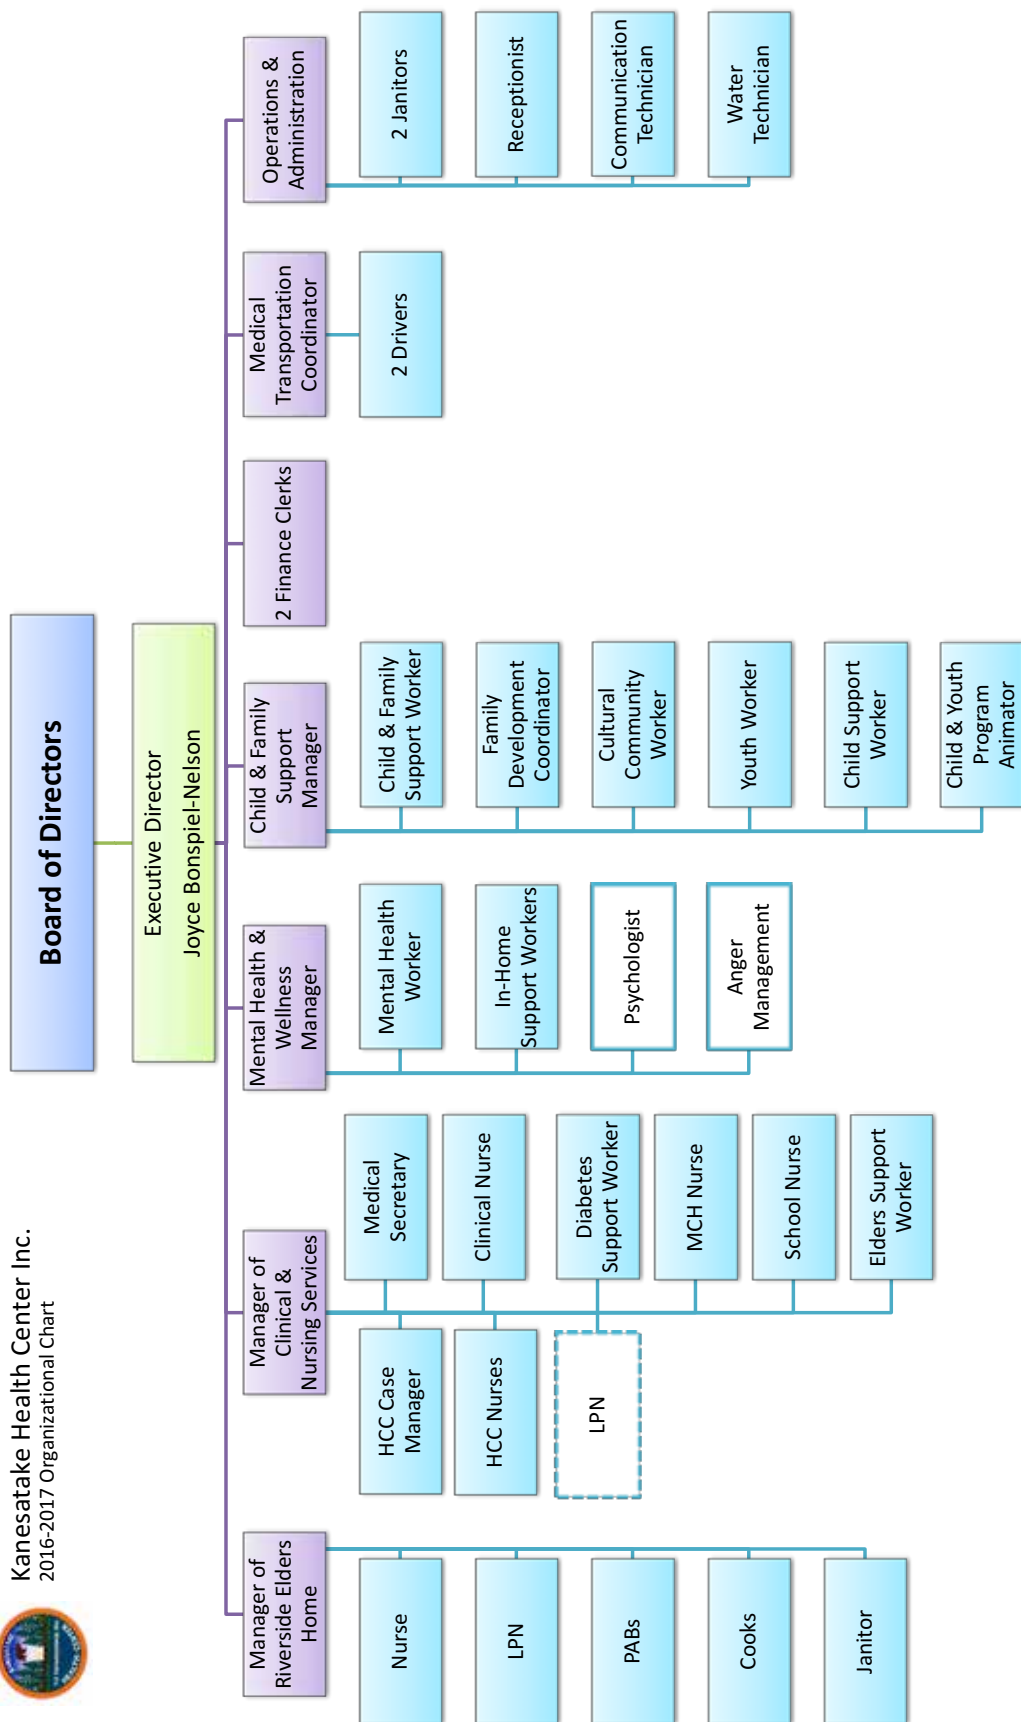 Kanesatake Health Center Inc.
2016-2017 Organizational Chart
Board of Directors
Executive Director
Joyce Bonspiel-Nelson
Manager of
Riverside Elders
Home
Nurse
LPN
PABs
Cooks
Janitor
Manager of
Clinical &
Nursing Services
HCC Case
Manager
HCC Nurses
LPN
Medical
Secretary
Clinical Nurse
Diabetes
Support Worker
MCH Nurse
School Nurse
Elders Support
Worker
Mental Health &
Wellness
Manager
Mental Health
Worker
In-Home
Support Workers
Psychologist
Anger
Management
Child & Family
Support
Manager
Child & Family
Support Worker
Family
Development
Coordinator
Cultural
Community
Worker
Youth Worker
Child Support
Worker
Child & Youth
Program
Animator
2 Finance Clerks
Medical
Transportation
Coordinator
2 Drivers
Operations &
Administration
2 Janitors
Receptionist
Communication
Technician
Water
Technician